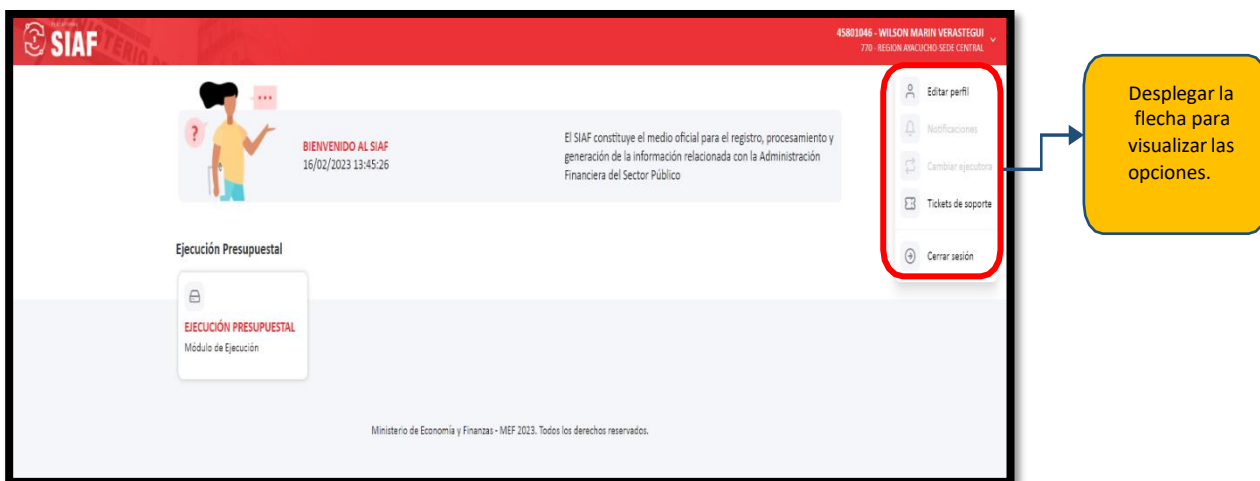 SIAF
45801046 - WILSON MARIN VERASTEGUI
770 - REGION AYACUCHO-SEDE CENTRAL
BIENVENIDO AL SIAF
16/02/2023 13:45:26
El SIAF constituye el medio oficial para el registro, procesamiento y
generación de la información relacionada con la Administración
Financiera del Sector Público
?
...
Editar perfil
Notificaciones
Cambiar ejecutora
Tickets de soporte
Cerrar sesión
Desplegar la
flecha para
visualizar las
opciones.
Ejecución Presupuestal
EJECUCIÓN PRESUPUESTAL
Módulo de Ejecución
Ministerio de Economía y Finanzas - MEF 2023. Todos los derechos reservados.